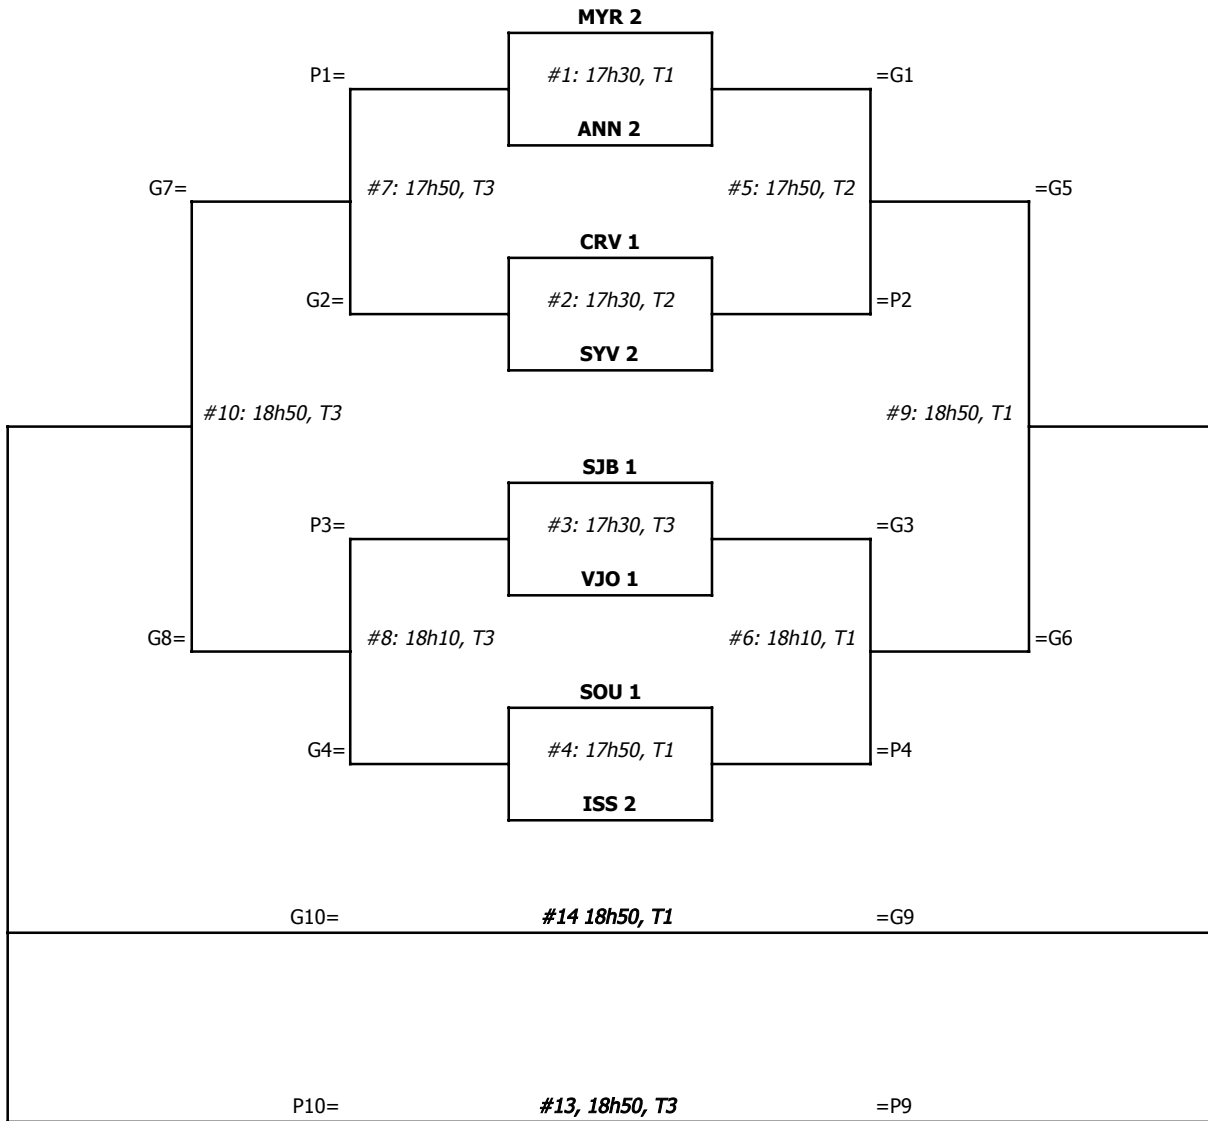 MYR 2
P1= #1: 17h30, T1 =G1
ANN 2
G7= #7: 17h50, T3 #5: 17h50, T2 =G5
CRV 1
G2= #2: 17h30, T2 =P2
SYV 2
#10: 18h50, T3 #9: 18h50, T1
SJB 1
P3= #3: 17h30, T3 =G3
VJO 1
G8= #8: 18h10, T3 #6: 18h10, T1 =G6
SOU 1
G4= #4: 17h50, T1 =P4
ISS 2
G10= #14 18h50, T1 =G9
P10= #13, 18h50, T3 =P9